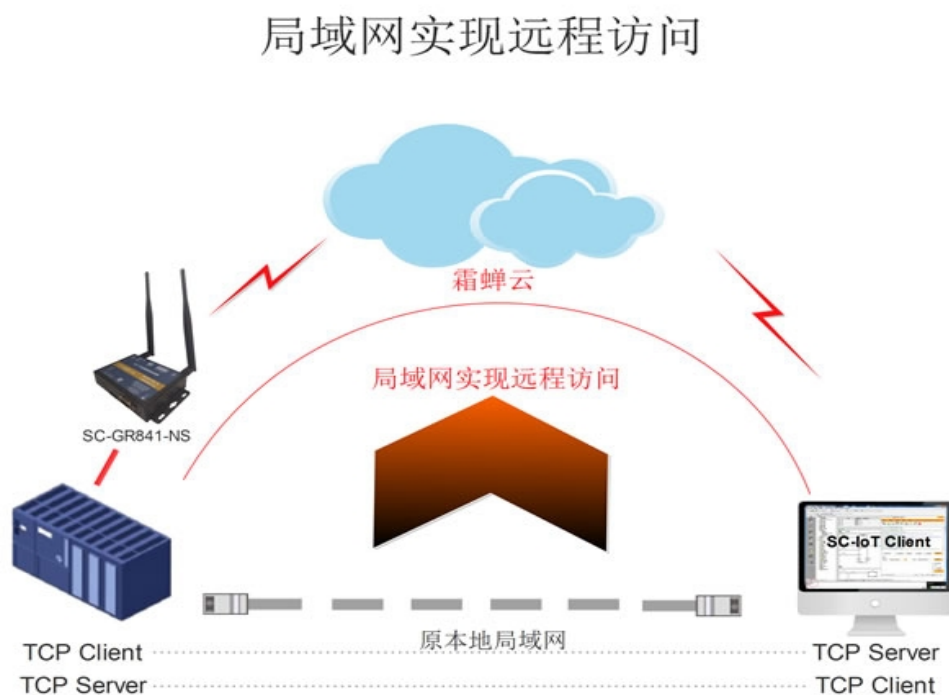 局域网实现远程访问
霜蝉云
局域网实现远程访问
SC-GR841-NS
SC-IoT Client
原本地局域网
TCP Client
TCP Server
TCP Server
TCP Client